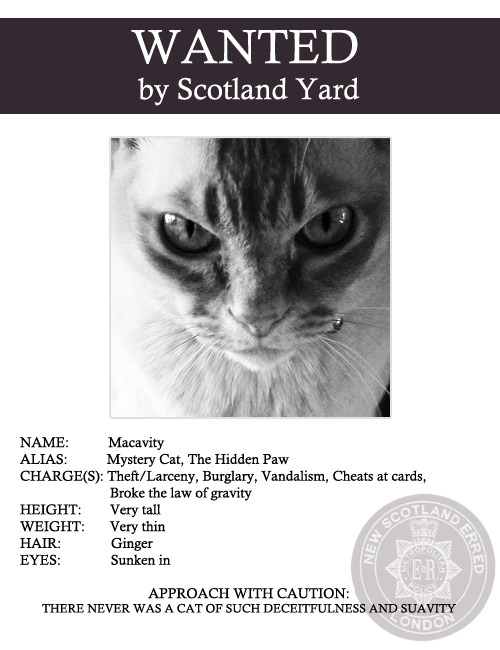 WANTED
by Scotland Yard
NAME: Macavity
ALIAS: Mystery Cat, The Hidden Paw
CHARGE(S): Theft/Larceny, Burglary, Vandalism, Cheats at cards,
Broke the law of gravity
HEIGHT: Very tall
WEIGHT: Very thin
HAIR: Ginger
EYES: Sunken in
APPROACH WITH CAUTION:
THERE NEVER WAS A CAT OF SUCH DECEITFULNESS AND SUAVITY
NEW SCOTLAND ERRED
METROPOLITAN
E R
POLICE
LONDON